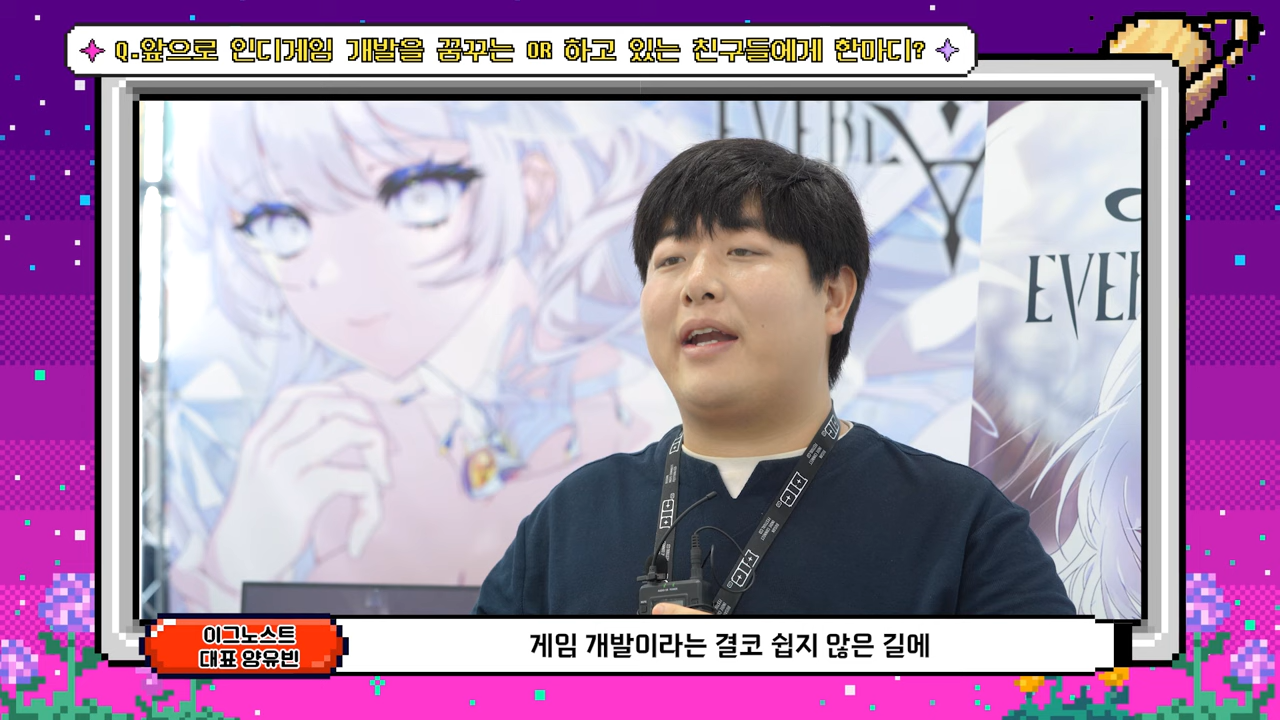 Q.앞으로 인디게임 개발을 꿈꾸는 OR 하고 있는 친구들에게 한마디?
이그노스트
대표 양유빈
게임 개발이라는 결코 쉽지 않은 길에